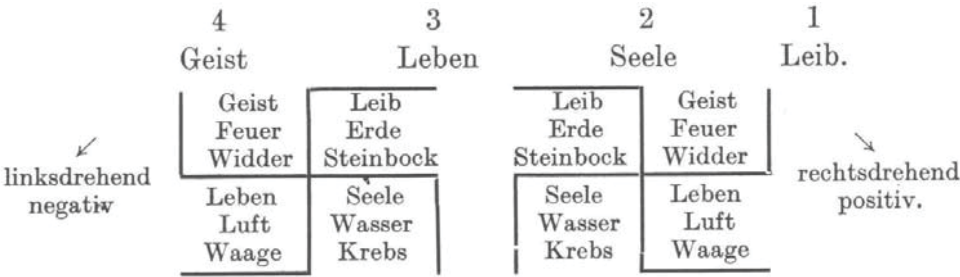 4 3 2 1
Geist Leben Seele Leib.
Geist Leib Leib Geist
Feuer Erde Erde Feuer
Widder Steinbock Steinbock Widder
linksdrehend
negativ
rechtsdrehend
positiv.
Leben Seele Seele Leben
Luft Wasser Wasser Luft
Waage Krebs Krebs Waage